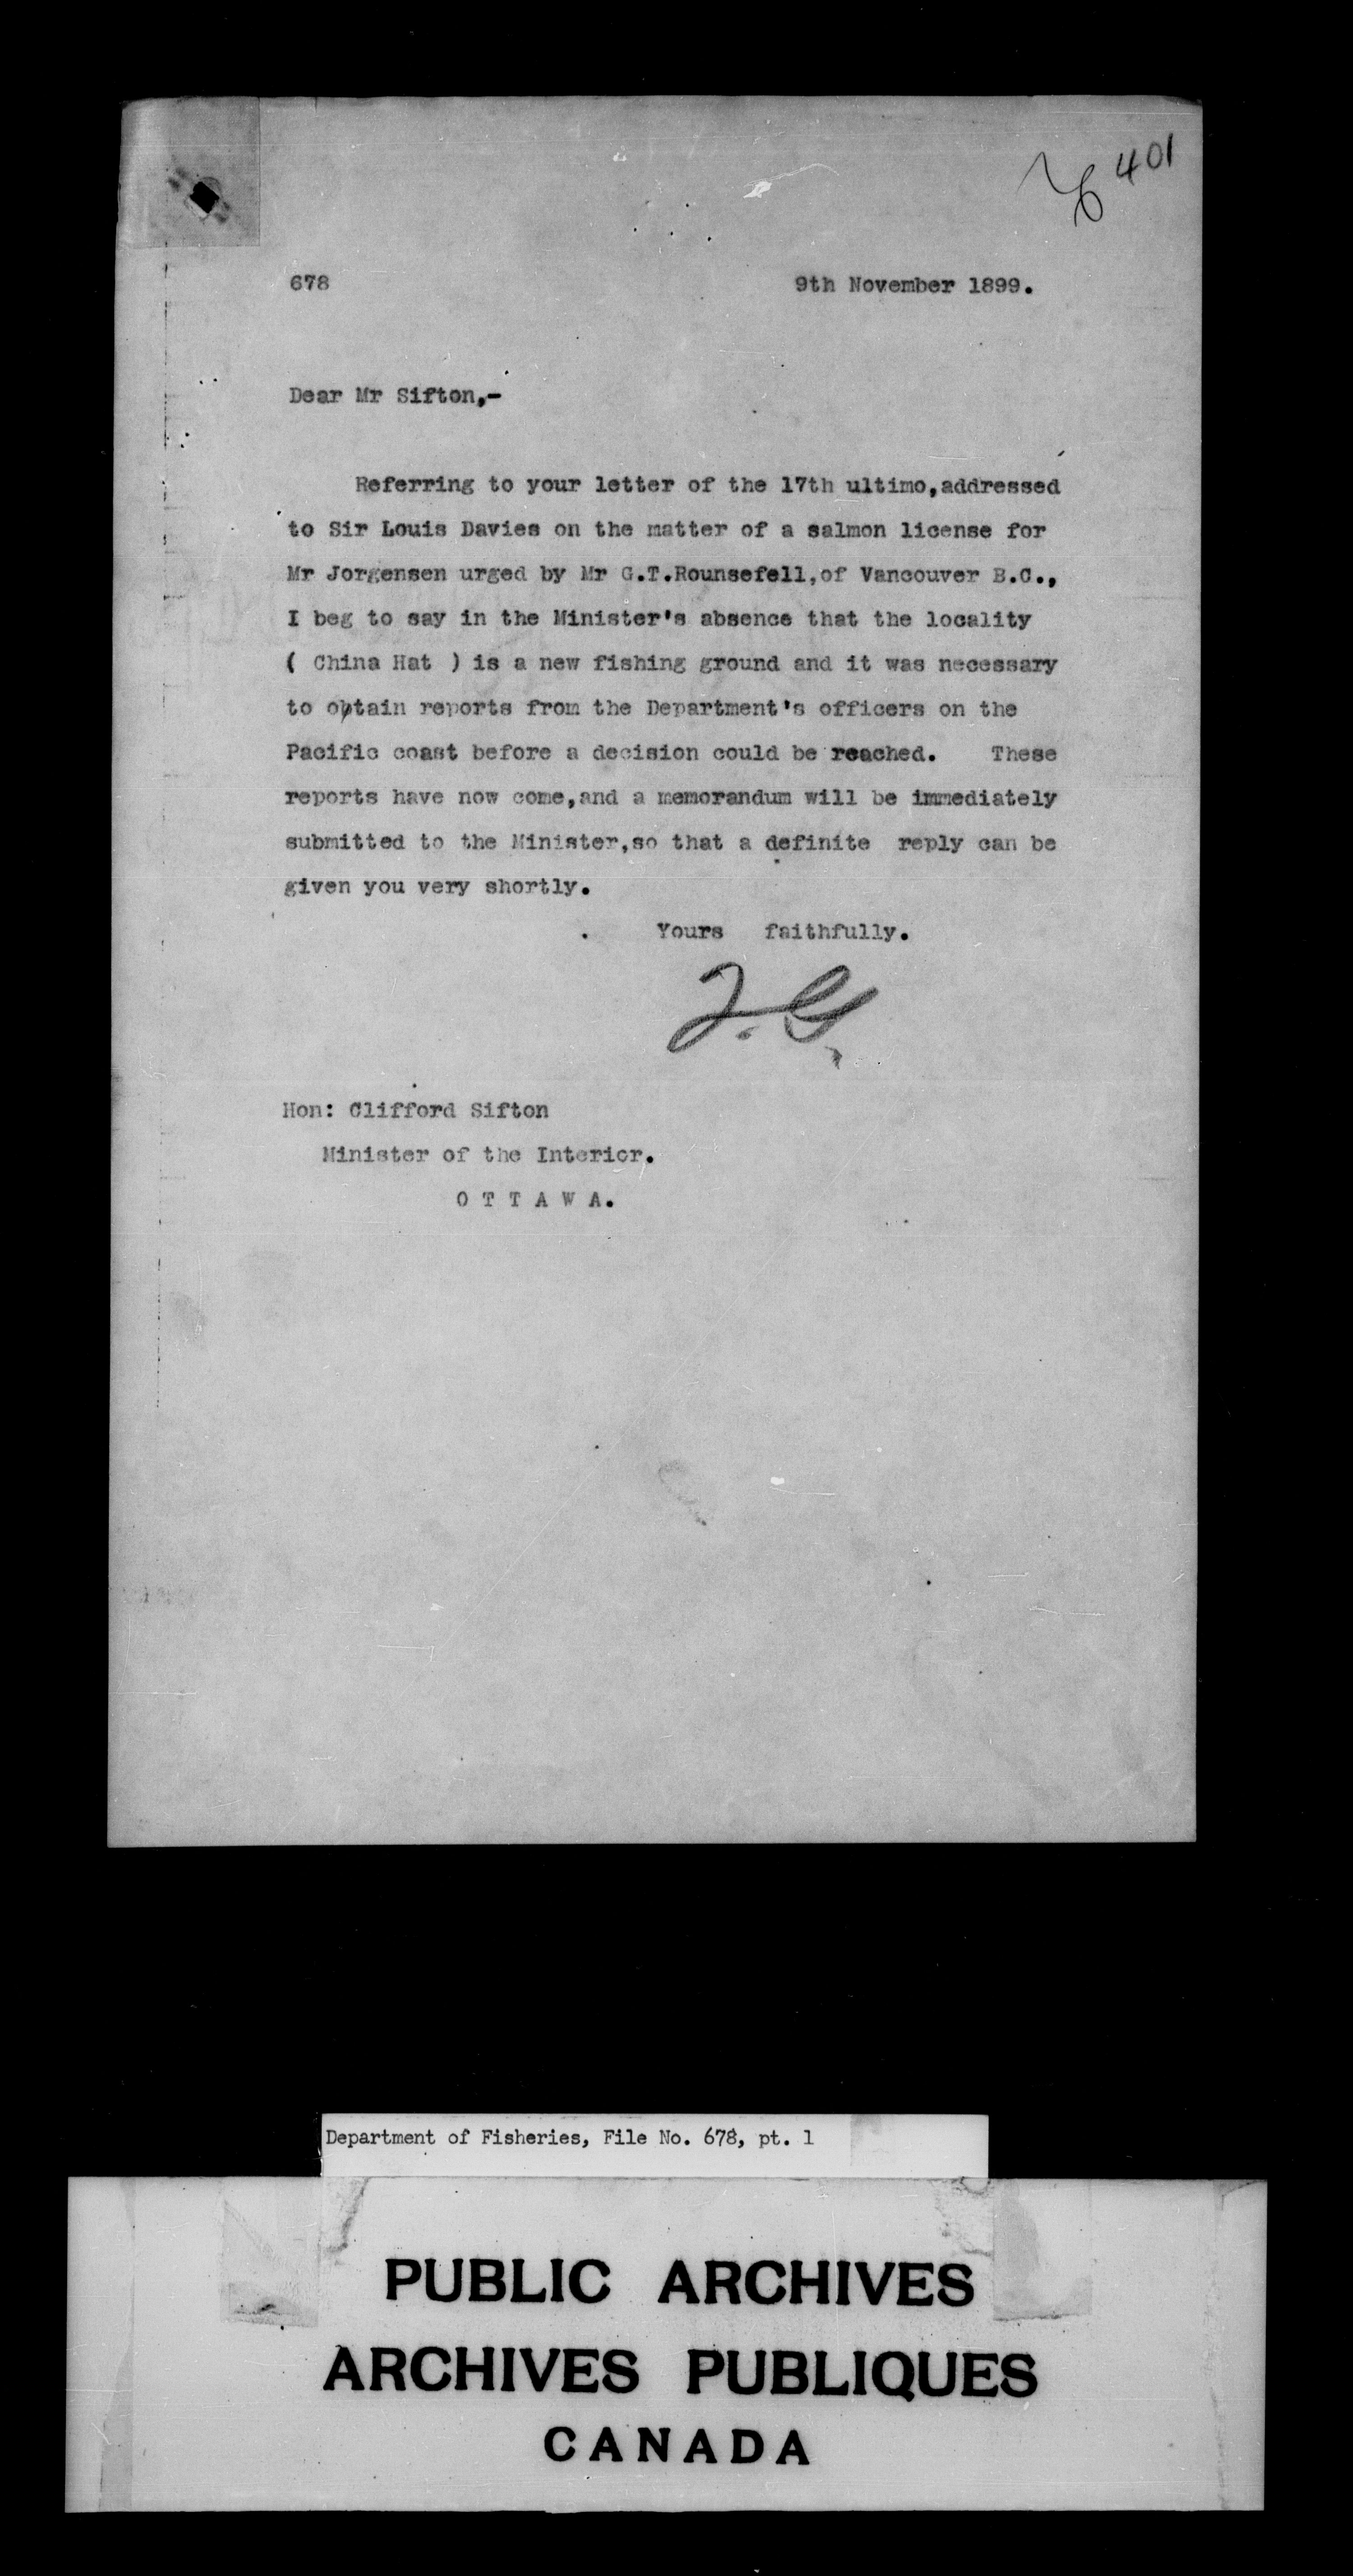 401
678 9th November 1899.
Dear Mr Sifton,-
Referring to your letter of the 17th ultimo,addressed
to Sir Louis Davies on the matter of a salmon license for
Mr Jorgensen urged by Mr G.T.Rounsefell,of Vancouver B.C.,
I beg to say in the Minister's absence that the locality
( China Hat ) is a new fishing ground and it was necessary
to obtain reports from the Department's officers on the
Pacific coast before a decision could be reached. These
reports have now come,and a memorandum will be immediately
submitted to the Minister,so that a definite reply can be
given you very shortly.
Yours faithfully.
Hon: Clifford Sifton
Minister of the Interior.
O T T A W A.
Department of Fisheries, File No. 678, pt. 1
PUBLIC ARCHIVES
ARCHIVES PUBLIQUES
CANADA